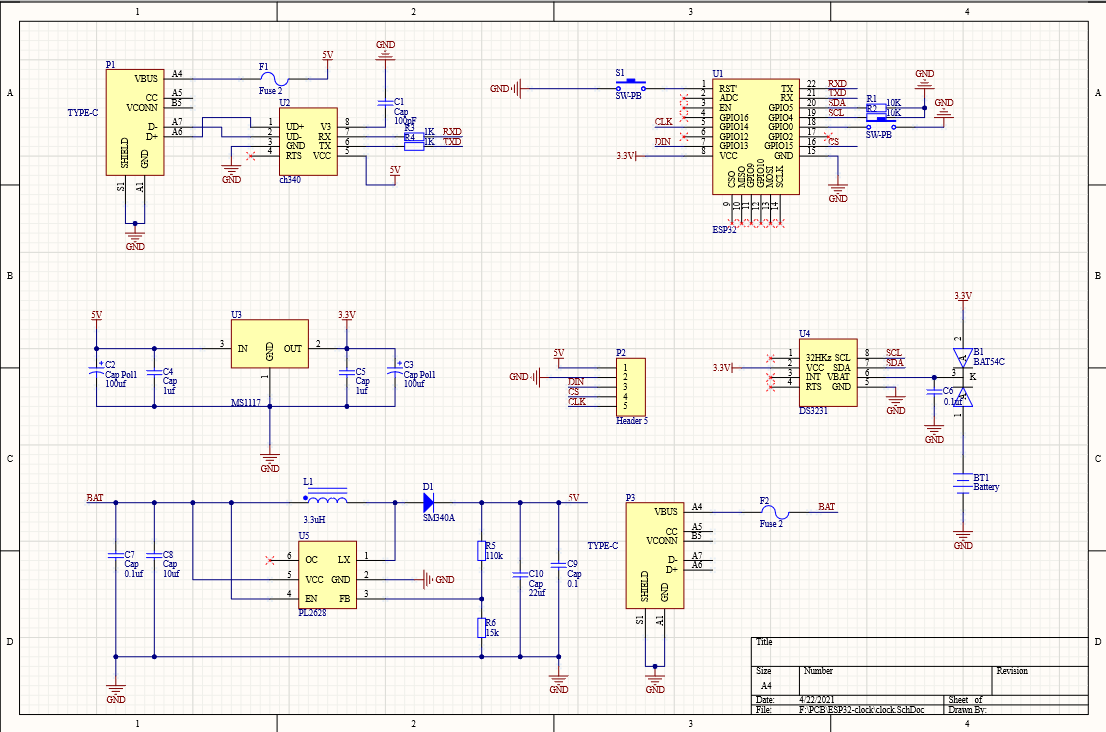 1 2 3 4
A B C D
A B C D
1 2 3 4
P1
TYPE-C
VBUS A4
CC A5
VCONN B5
D- A7
D+ A6
SHIELD GND
S1 A1
GND
F1
Fuse 2
5V
GND
C1
Cap
100pF
U2
1 UD+ V3 8
2 UD- RX 7
3 GND TX 6
4 RTS VCC 5
ch340
GND
R3 1K RXD
R4 1K TXD
5V
GND
S1
SW-PB
U1
1 RST' TX 22 RXD
2 ADC RX 21 TXD
3 EN GPIO5 20 SDA
4 GPIO16 GPIO4 19 SCL
CLK 5 GPIO14 GPIO0 18
6 GPIO12 GPIO2 17
DIN 7 GPIO13 GPIO15 16 CS
3.3V 8 VCC GND 15
CSO MISO GPIO9 GPIO10 MOSI SCLK
9 10 11 12 13 14
ESP32
R1 10K
R2 10K
SW-PB
GND
GND
GND
5V
C2
Cap Pol1
100uf
C4
Cap
1uf
U3
3 IN OUT 2
GND
1
MS1117
GND
3.3V
C5
Cap
1uf
C3
Cap Pol1
100uf
P2
5V 1
GND 2
DIN 3
CS 4
CLK 5
Header 5
U4
1 32HKz SCL 8 SCL
3.3V 2 VCC SDA 7 SDA
3 INT VBAT 6
4 RTS GND 5
DS3231
GND
C6
0.1uf
GND
3.3V
2
B1
BAT54C
A
3 K
A
1
BT1
Battery
GND
BAT
C7
Cap
0.1uf
C8
Cap
10uf
L1
3.3uH
U5
6 OC LX 1
5 VCC GND 2 GND
4 EN FB 3
PL2628
D1
SM340A
5V
R5
110k
R6
15k
C10
Cap
22uf
C9
Cap
0.1
GND
GND
P3
TYPE-C
VBUS A4
CC A5
VCONN B5
D- A7
D+ A6
SHIELD GND
S1 A1
GND
F2
Fuse 2
BAT
Title
Size Number Revision
A4
Date: 4/22/2021 Sheet of
File: F:\PCB\ESP32-clock\clock.SchDoc Drawn By: